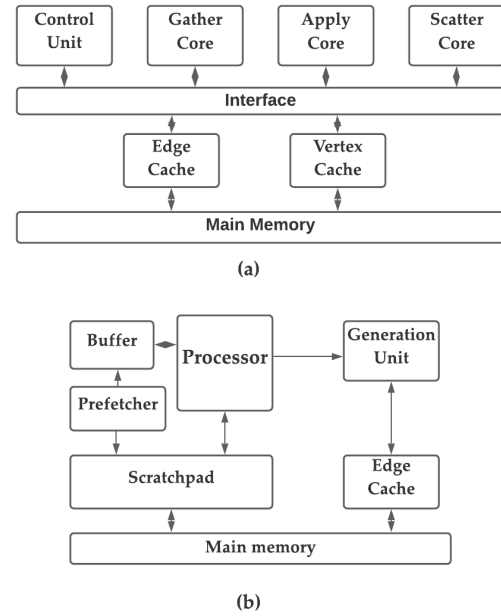 Control
Unit
Gather
Core
Apply
Core
Scatter
Core
Interface
Edge
Cache
Vertex
Cache
Main Memory
(a)
Buffer
Processor
Generation
Unit
Prefetcher
Scratchpad
Edge
Cache
Main memory
(b)